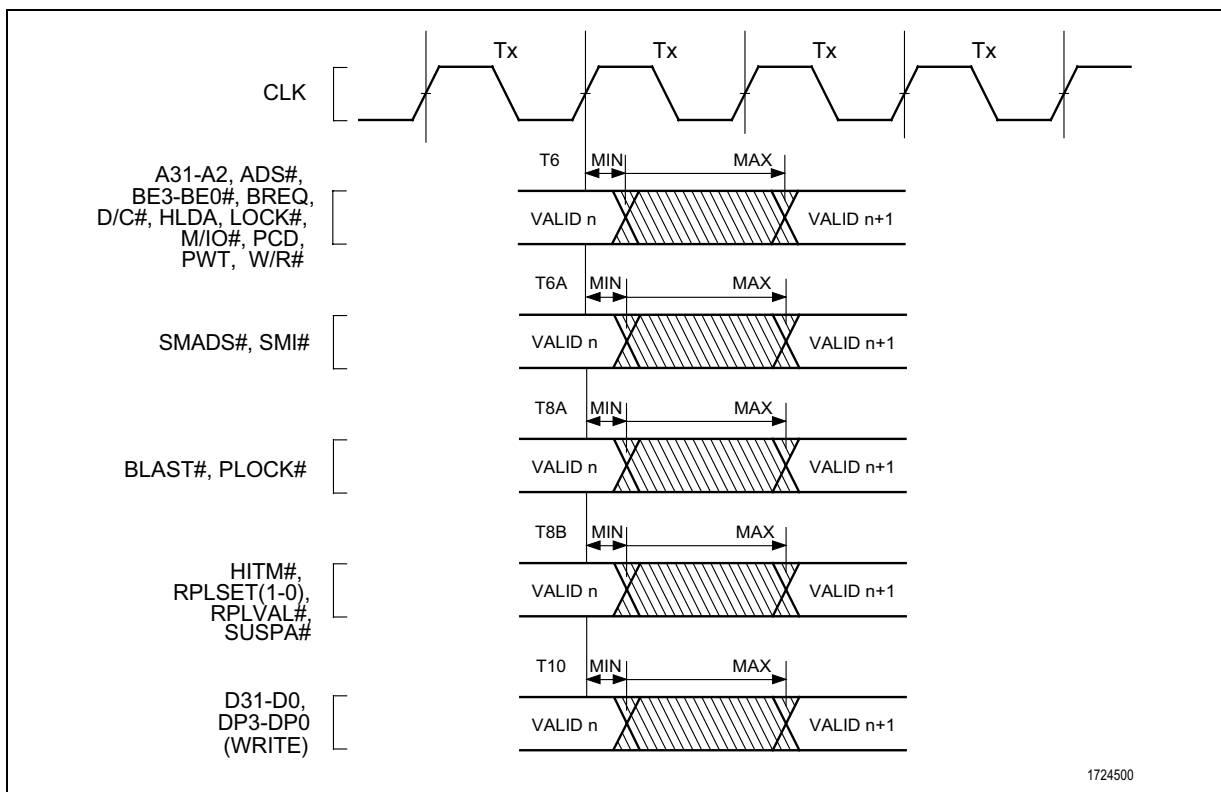 Tx Tx Tx Tx
CLK
T6 MIN MAX
A31-A2, ADS#,
BE3-BE0#, BREQ,
D/C#, HLDA, LOCK#,
M/IO#, PCD,
PWT, W/R#
VALID n VALID n+1
T6A MIN MAX
SMADS#, SMI#
VALID n VALID n+1
T8A MIN MAX
BLAST#, PLOCK#
VALID n VALID n+1
T8B MIN MAX
HITM#,
RPLSET(1-0),
RPLVAL#,
SUSPA#
VALID n VALID n+1
T10 MIN MAX
D31-D0,
DP3-DP0
(WRITE)
VALID n VALID n+1
1724500